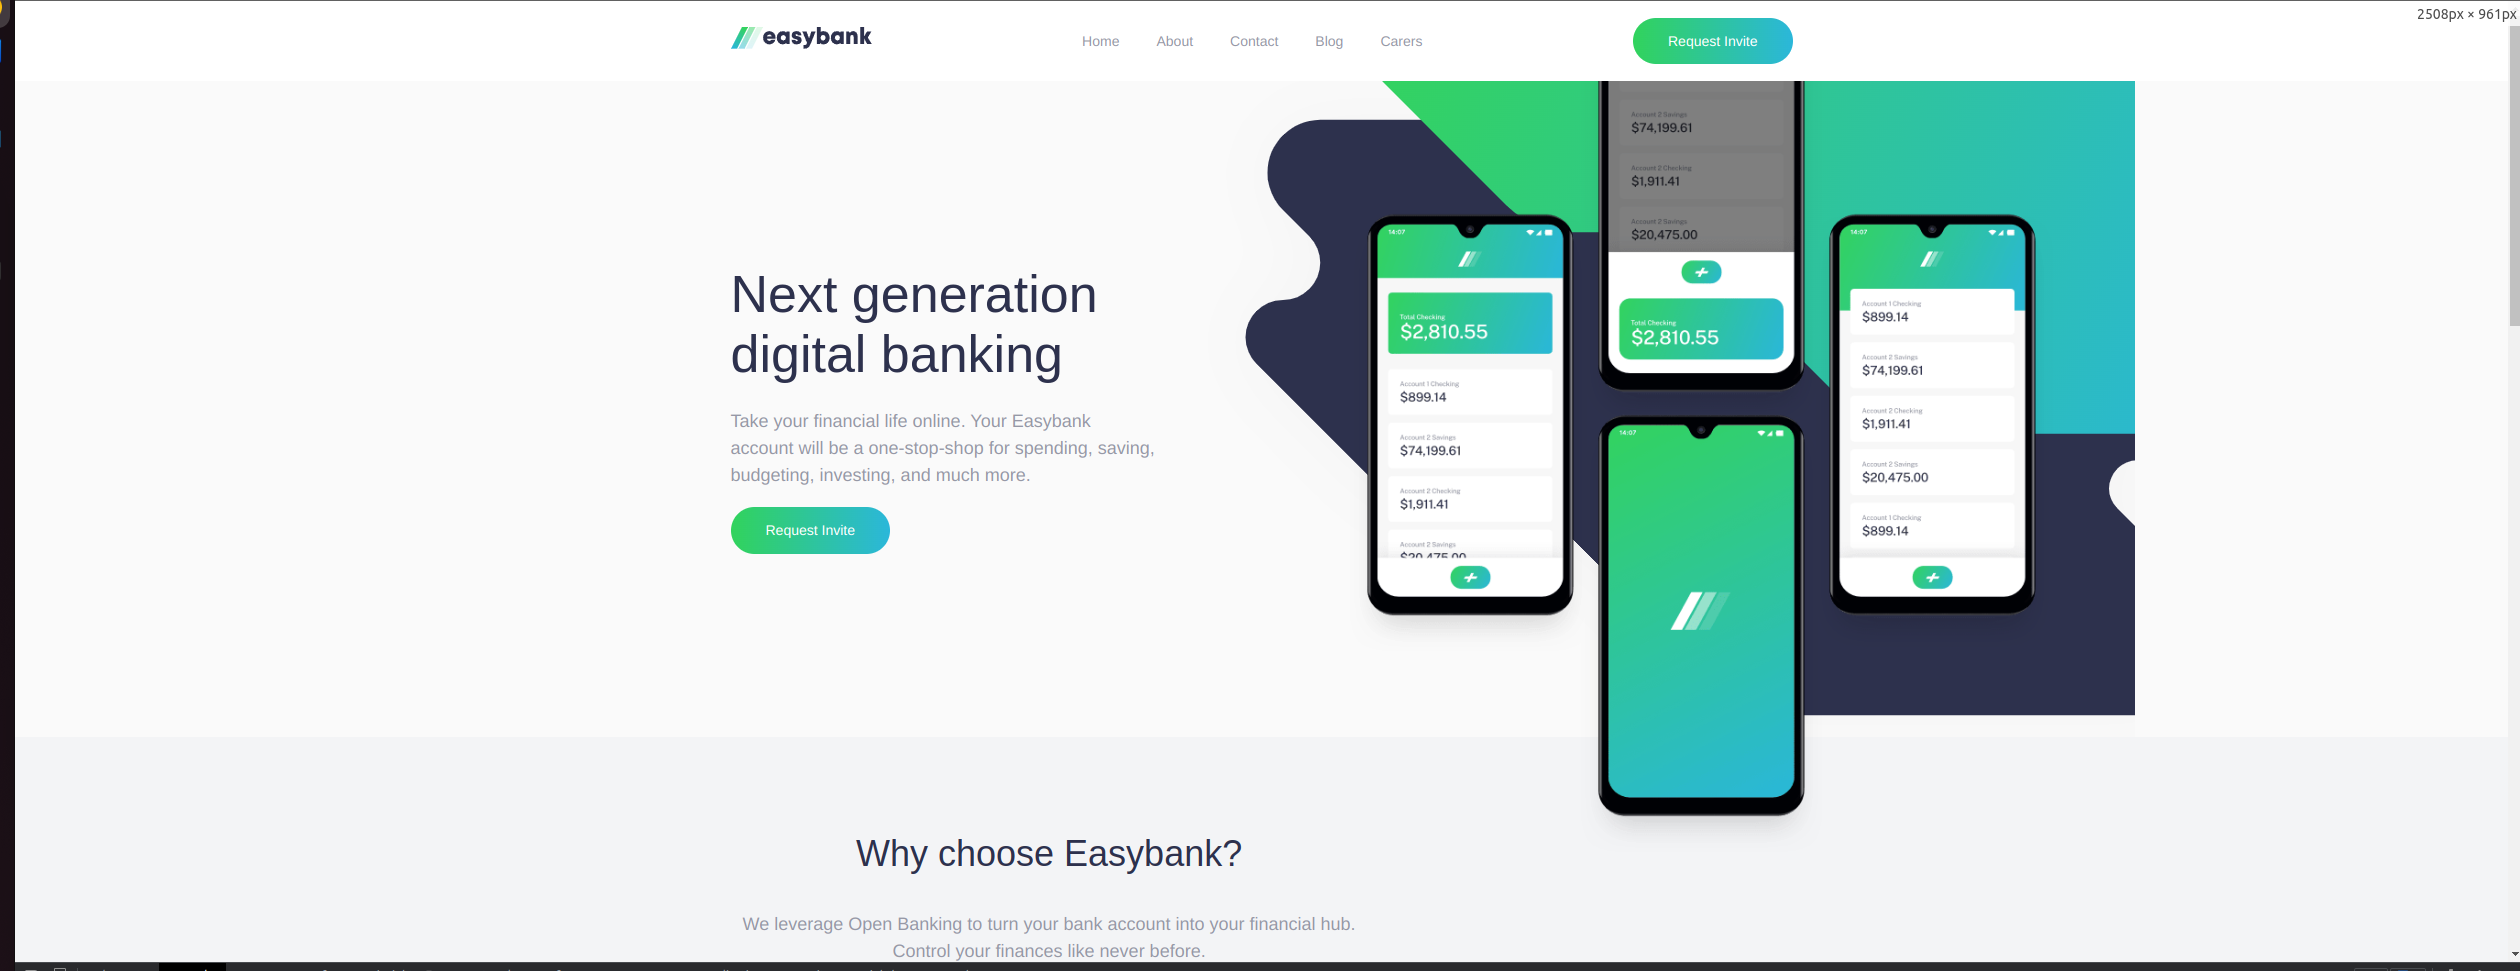 2508px × 961px
easybank
Home About Contact Blog Carers
Request Invite
Next generation
digital banking
Take your financial life online. Your Easybank
account will be a one-stop-shop for spending, saving,
budgeting, investing, and much more.
Request Invite
14:07
Total Checking
$2,810.55
Account 1 Checking
$899.14
Account 2 Savings
$74,199.61
Account 2 Checking
$1,911.41
Account 2 Savings
$20,475.00
Account 2 Savings
$74,199.61
Account 2 Checking
$1,911.41
Account 2 Savings
$20,475.00
Total Checking
$2,810.55
14:07
14:07
Account 1 Checking
$899.14
Account 2 Savings
$74,199.61
Account 2 Checking
$1,911.41
Account 2 Savings
$20,475.00
Account 1 Checking
$899.14
Why choose Easybank?
We leverage Open Banking to turn your bank account into your financial hub.
Control your finances like never before.